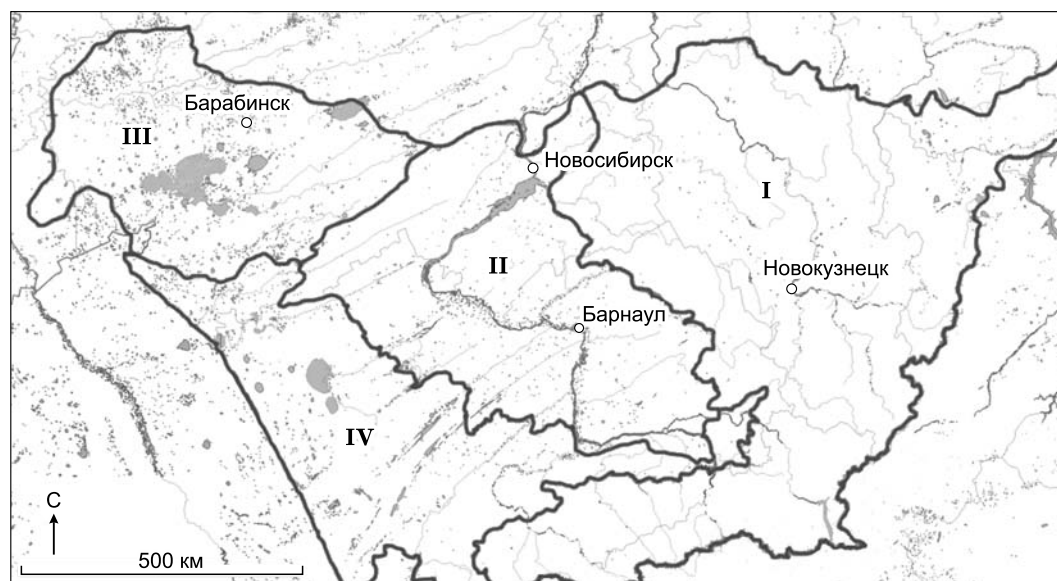 Барабинск
III
Новосибирск
I
II
Новокузнецк
Барнаул
IV
С
500 км